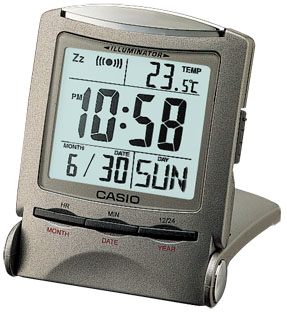 ILLUMINATOR
Zz TEMP
23.5℃
PM 10:58
MONTH DATE DAY
6/30 SUN
CASIO
HR MIN 12/24
MONTH DATE YEAR